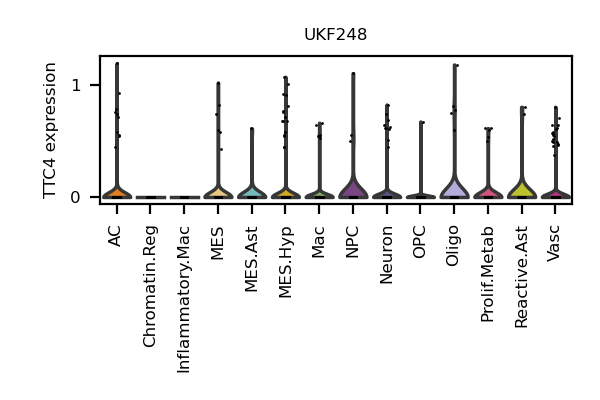 UKF248
TTC4 expression
1
0
AC
Chromatin.Reg
Inflammatory.Mac
MES
MES.Ast
MES.Hyp
Mac
NPC
Neuron
OPC
Oligo
Prolif.Metab
Reactive.Ast
Vasc